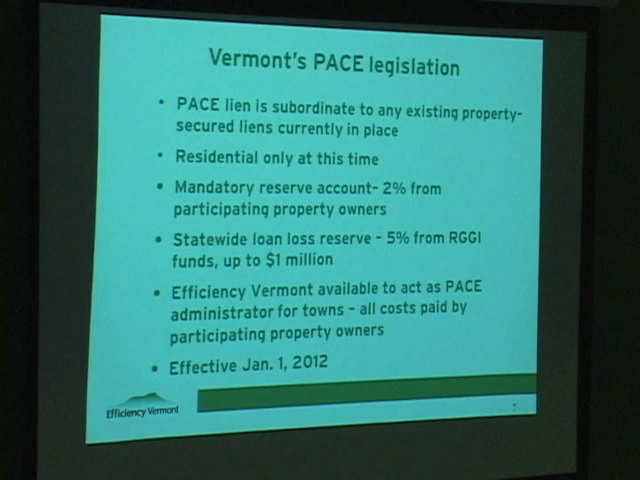 Vermont's PACE legislation
• PACE lien is subordinate to any existing property-
secured liens currently in place
• Residential only at this time
• Mandatory reserve account- 2% from
participating property owners
• Statewide loan loss reserve - 5% from RGGI
funds, up to $1 million
• Efficiency Vermont available to act as PACE
administrator for towns - all costs paid by
participating property owners
• Effective Jan. 1, 2012
Efficiency Vermont